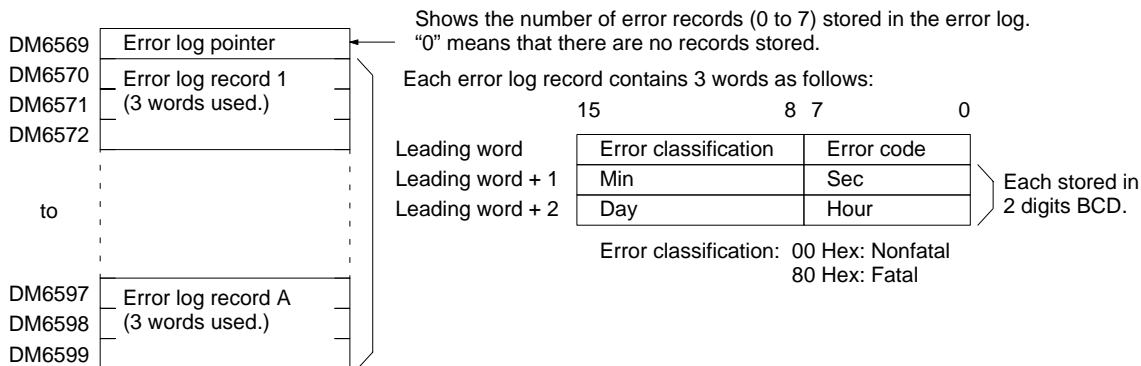 Shows the number of error records (0 to 7) stored in the error log.
“0” means that there are no records stored.
DM6569 Error log pointer
DM6570 Error log record 1
DM6571 (3 words used.)
DM6572
to
DM6597 Error log record A
DM6598 (3 words used.)
DM6599
Each error log record contains 3 words as follows:
15 8 7 0
Leading word Error classification Error code
Leading word + 1 Min Sec
Leading word + 2 Day Hour
Each stored in
2 digits BCD.
Error classification: 00 Hex: Nonfatal
80 Hex: Fatal